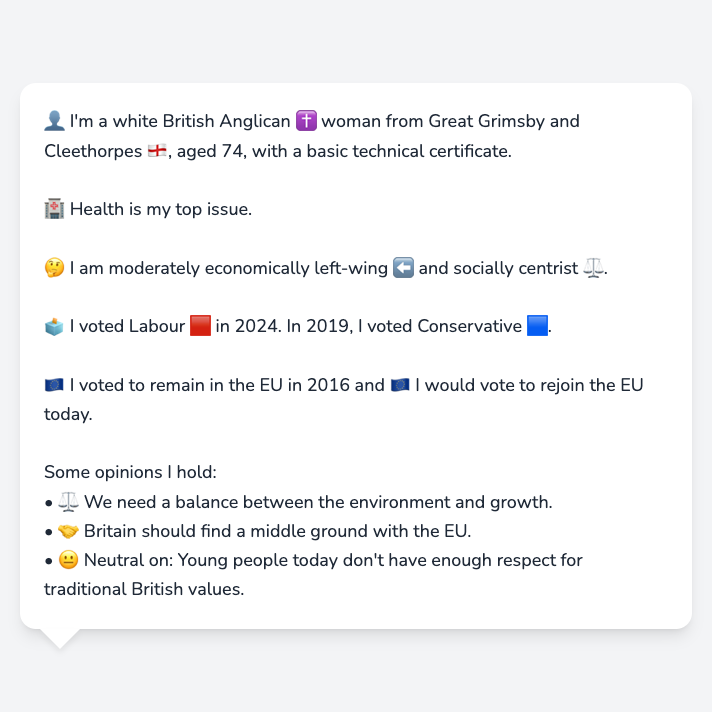 👤 I'm a white British Anglican ✝️ woman from Great Grimsby and
Cleethorpes 🏴󠁧󠁢󠁥󠁮󠁧󠁿, aged 74, with a basic technical certificate.
🏥 Health is my top issue.
🤔 I am moderately economically left-wing ⬅️ and socially centrist ⚖️.
🗳️ I voted Labour 🟥 in 2024. In 2019, I voted Conservative 🟦.
🇪🇺 I voted to remain in the EU in 2016 and 🇪🇺 I would vote to rejoin the EU
today.
Some opinions I hold:
• ⚖️ We need a balance between the environment and growth.
• 🤝 Britain should find a middle ground with the EU.
• 😐 Neutral on: Young people today don't have enough respect for
traditional British values.